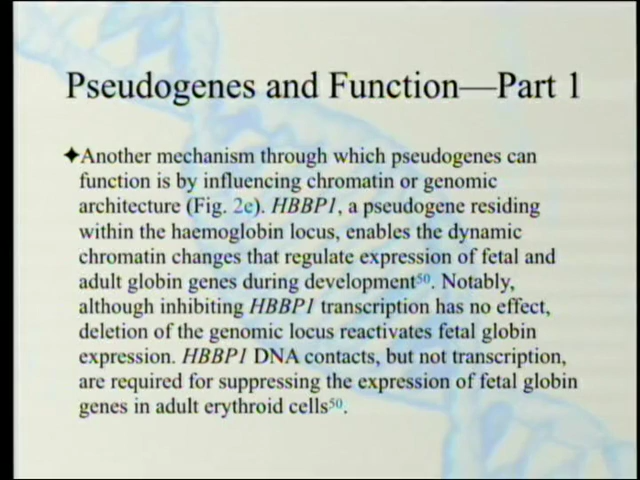 Pseudogenes and Function—Part 1
✦Another mechanism through which pseudogenes can
function is by influencing chromatin or genomic
architecture (Fig. 2e). HBBP1, a pseudogene residing
within the haemoglobin locus, enables the dynamic
chromatin changes that regulate expression of fetal and
adult globin genes during development50. Notably,
although inhibiting HBBP1 transcription has no effect,
deletion of the genomic locus reactivates fetal globin
expression. HBBP1 DNA contacts, but not transcription,
are required for suppressing the expression of fetal globin
genes in adult erythroid cells50.